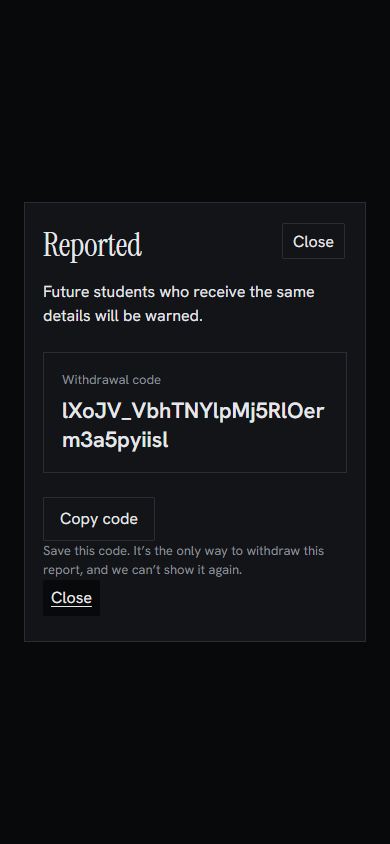 Reported
Close
Future students who receive the same
details will be warned.
Withdrawal code
lXoJV_VbhTNYlpMj5RlOer
m3a5pyiisl
Copy code
Save this code. It’s the only way to withdraw this
report, and we can’t show it again.
Close